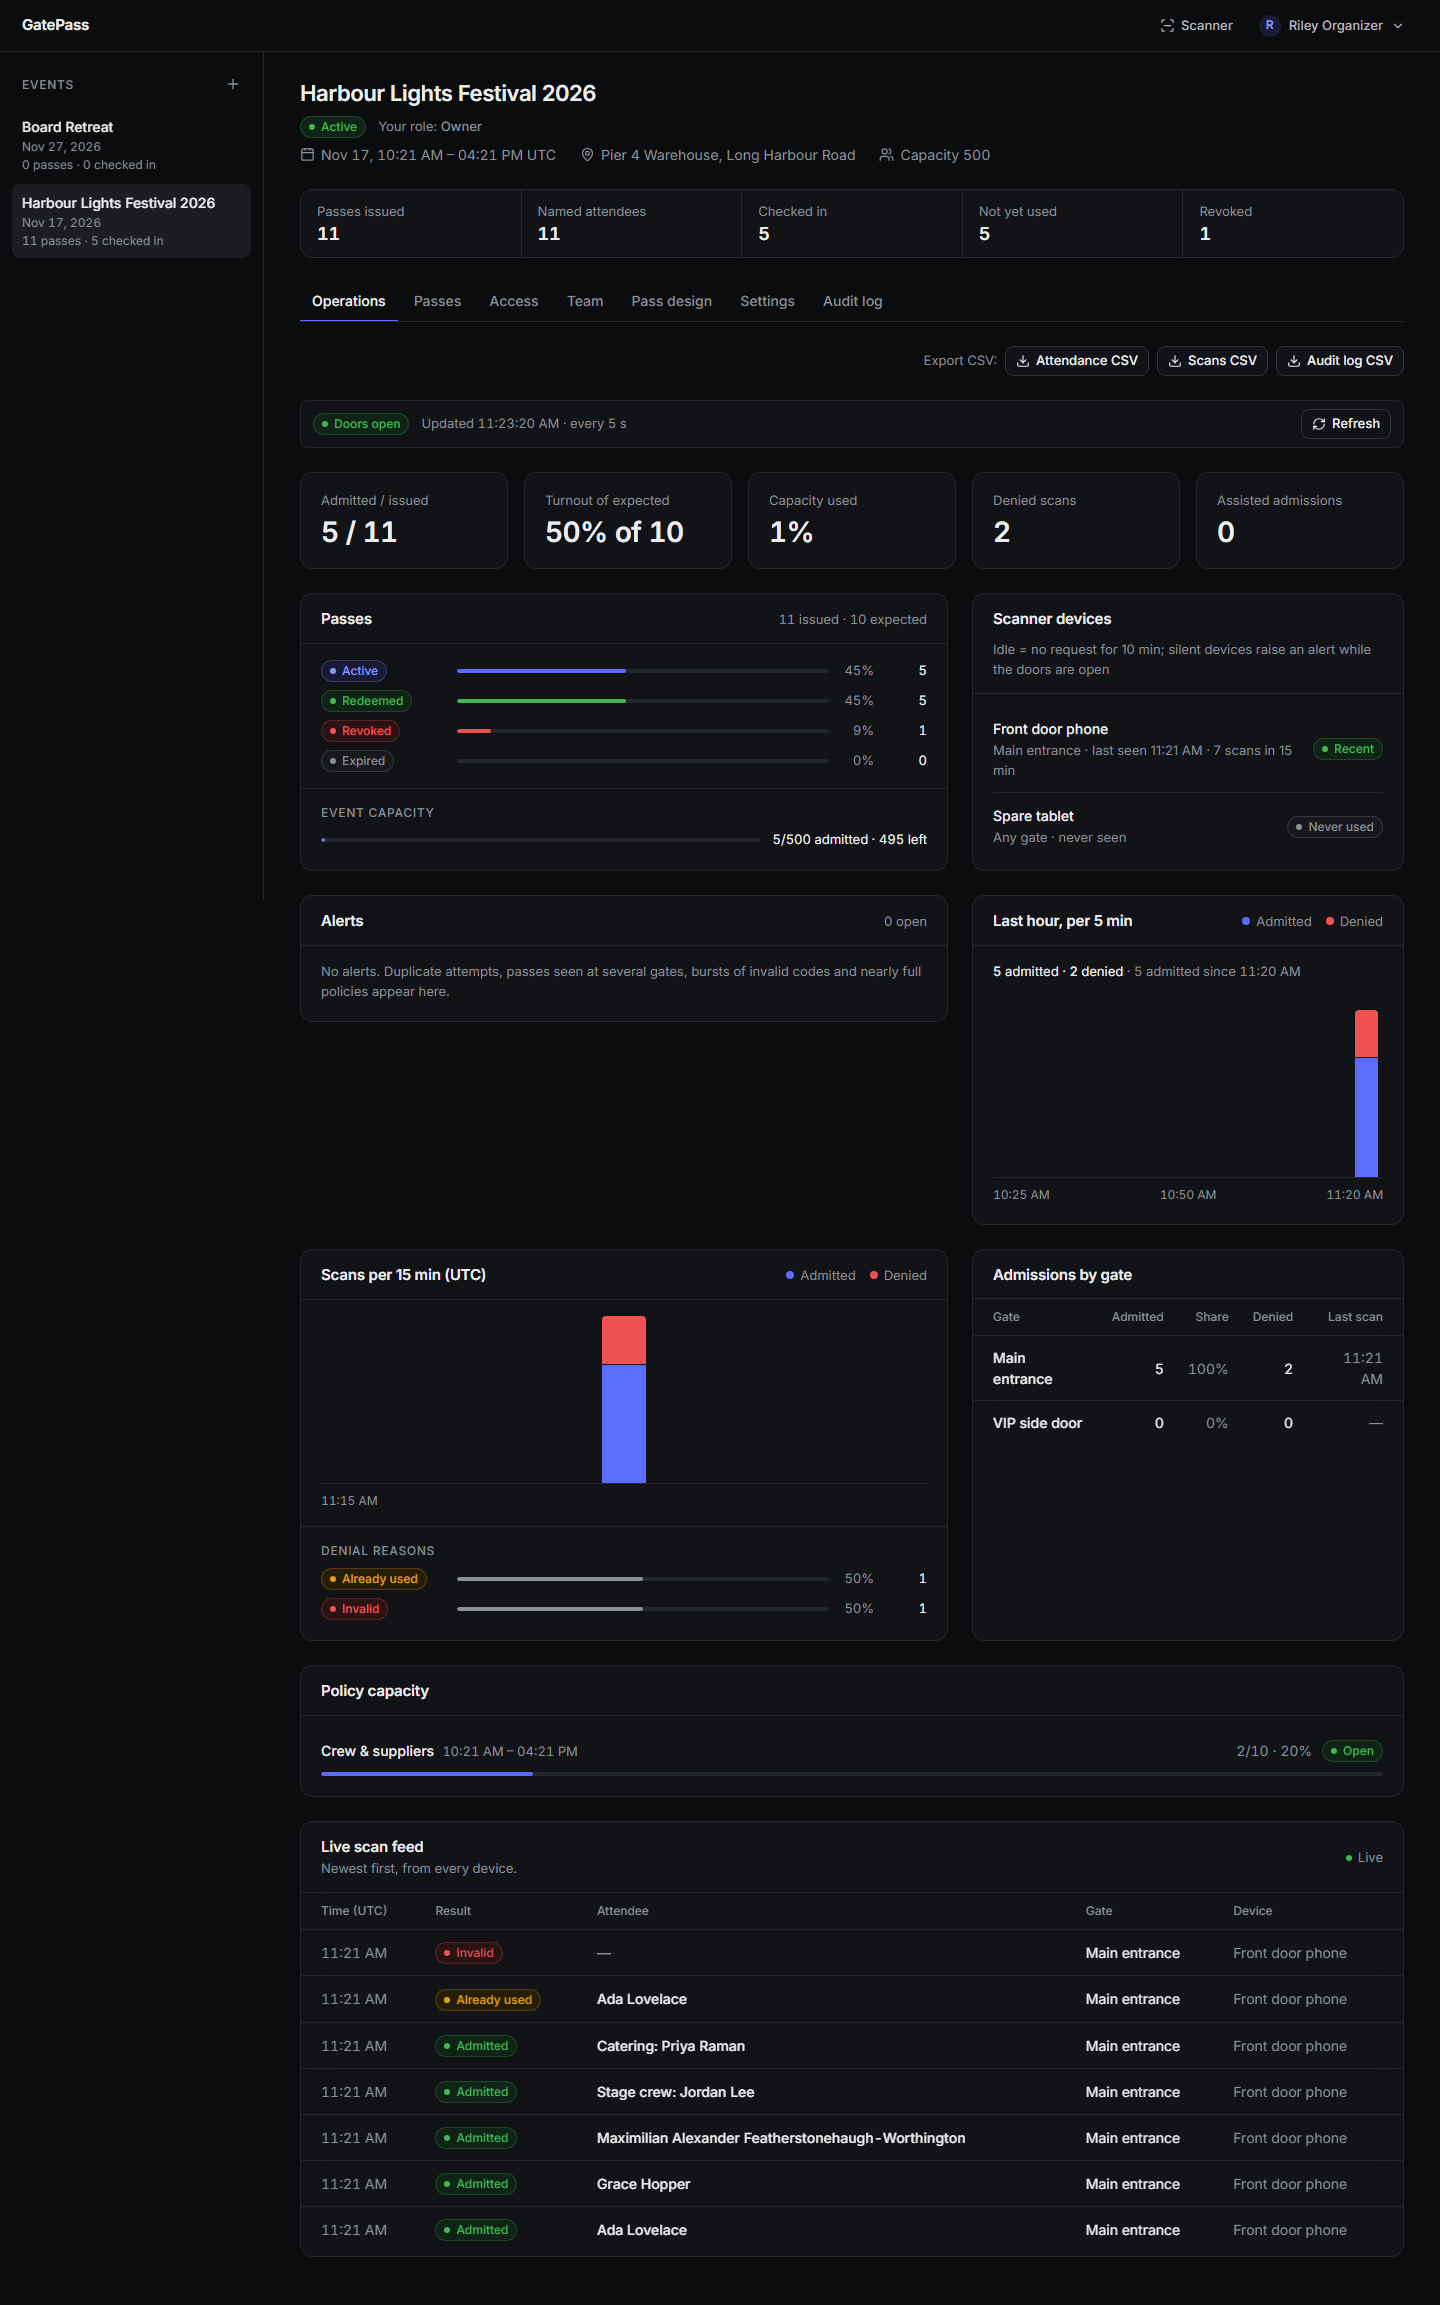 GatePass
Scanner
R
Riley Organizer
EVENTS
Board Retreat
Nov 27, 2026
0 passes · 0 checked in
Harbour Lights Festival 2026
Nov 17, 2026
11 passes · 5 checked in
Harbour Lights Festival 2026
Active
Your role: Owner
Nov 17, 10:21 AM – 04:21 PM UTC
Pier 4 Warehouse, Long Harbour Road
Capacity 500
Passes issued
11
Named attendees
11
Checked in
5
Not yet used
5
Revoked
1
Operations
Passes
Access
Team
Pass design
Settings
Audit log
Export CSV:
Attendance CSV
Scans CSV
Audit log CSV
Doors open
Updated 11:23:20 AM · every 5 s
Refresh
Admitted / issued
5 / 11
Turnout of expected
50% of 10
Capacity used
1%
Denied scans
2
Assisted admissions
0
Passes
11 issued · 10 expected
Active 45% 5
Redeemed 45% 5
Revoked 9% 1
Expired 0% 0
EVENT CAPACITY
5/500 admitted · 495 left
Scanner devices
Idle = no request for 10 min; silent devices raise an alert while
the doors are open
Front door phone
Main entrance · last seen 11:21 AM · 7 scans in 15
min
Recent
Spare tablet
Any gate · never seen
Never used
Alerts
0 open
No alerts. Duplicate attempts, passes seen at several gates, bursts of invalid codes and nearly full
policies appear here.
Last hour, per 5 min
Admitted
Denied
5 admitted · 2 denied · 5 admitted since 11:20 AM
10:25 AM
10:50 AM
11:20 AM
Scans per 15 min (UTC)
Admitted
Denied
11:15 AM
DENIAL REASONS
Already used 50% 1
Invalid 50% 1
Admissions by gate
Gate Admitted Share Denied Last scan
Main
entrance
5 100% 2
11:21
AM
VIP side door 0 0% 0 —
Policy capacity
Crew & suppliers 10:21 AM – 04:21 PM
2/10 · 20%
Open
Live scan feed
Newest first, from every device.
Live
Time (UTC) Result Attendee Gate Device
11:21 AM Invalid — Main entrance Front door phone
11:21 AM Already used Ada Lovelace Main entrance Front door phone
11:21 AM Admitted Catering: Priya Raman Main entrance Front door phone
11:21 AM Admitted Stage crew: Jordan Lee Main entrance Front door phone
11:21 AM Admitted Maximilian Alexander Featherstonehaugh-Worthington Main entrance Front door phone
11:21 AM Admitted Grace Hopper Main entrance Front door phone
11:21 AM Admitted Ada Lovelace Main entrance Front door phone